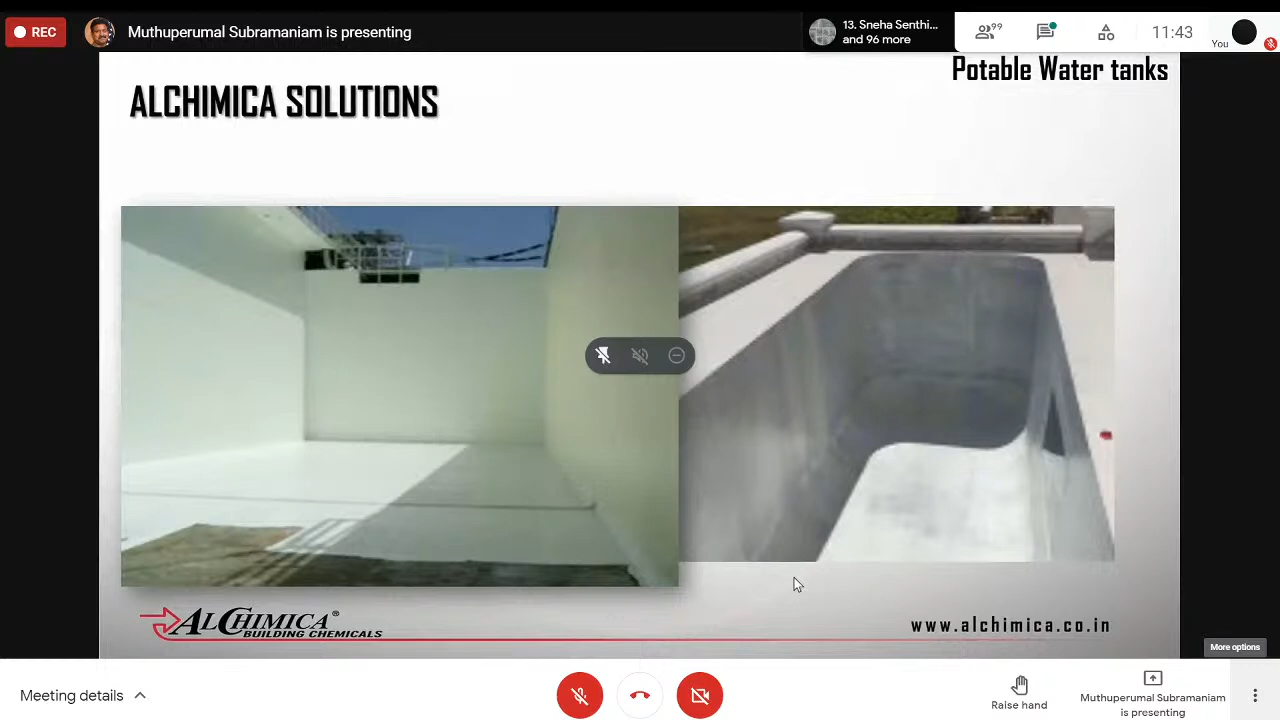 REC
Muthuperumal Subramaniam is presenting
13. Sneha Senthi...
and 96 more
99
11:43
You
Potable Water tanks
ALCHIMICA SOLUTIONS
ALCHIMICA®
BUILDING CHEMICALS
www.alchimica.co.in
More options
Meeting details
Raise hand
Muthuperumal Subramaniam
is presenting